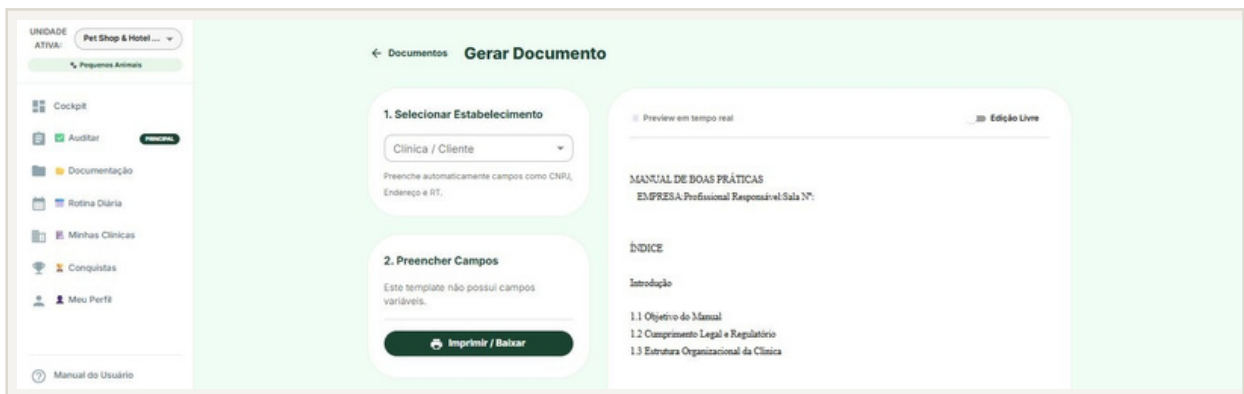 UNIDADE
ATIVA:
Pet Shop & Hotel ...
Pequenos Animais
Cockpit
Auditar
PRINCIPAL
Documentação
Rotina Diária
Minhas Clínicas
Conquistas
Meu Perfil
Manual do Usuário
← Documentos Gerar Documento
1. Selecionar Estabelecimento
Clínica / Cliente
Preenche automaticamente campos como CNPJ,
Endereço e RT.
2. Preencher Campos
Este template não possui campos
variáveis.
Imprimir / Baixar
Preview em tempo real
Edição Livre
MANUAL DE BOAS PRÁTICAS
EMPRESA:Profissional Responsável:Sala Nº:
ÍNDICE
Introdução
1.1 Objetivo do Manual
1.2 Cumprimento Legal e Regulatório
1.3 Estrutura Organizacional da Clínica